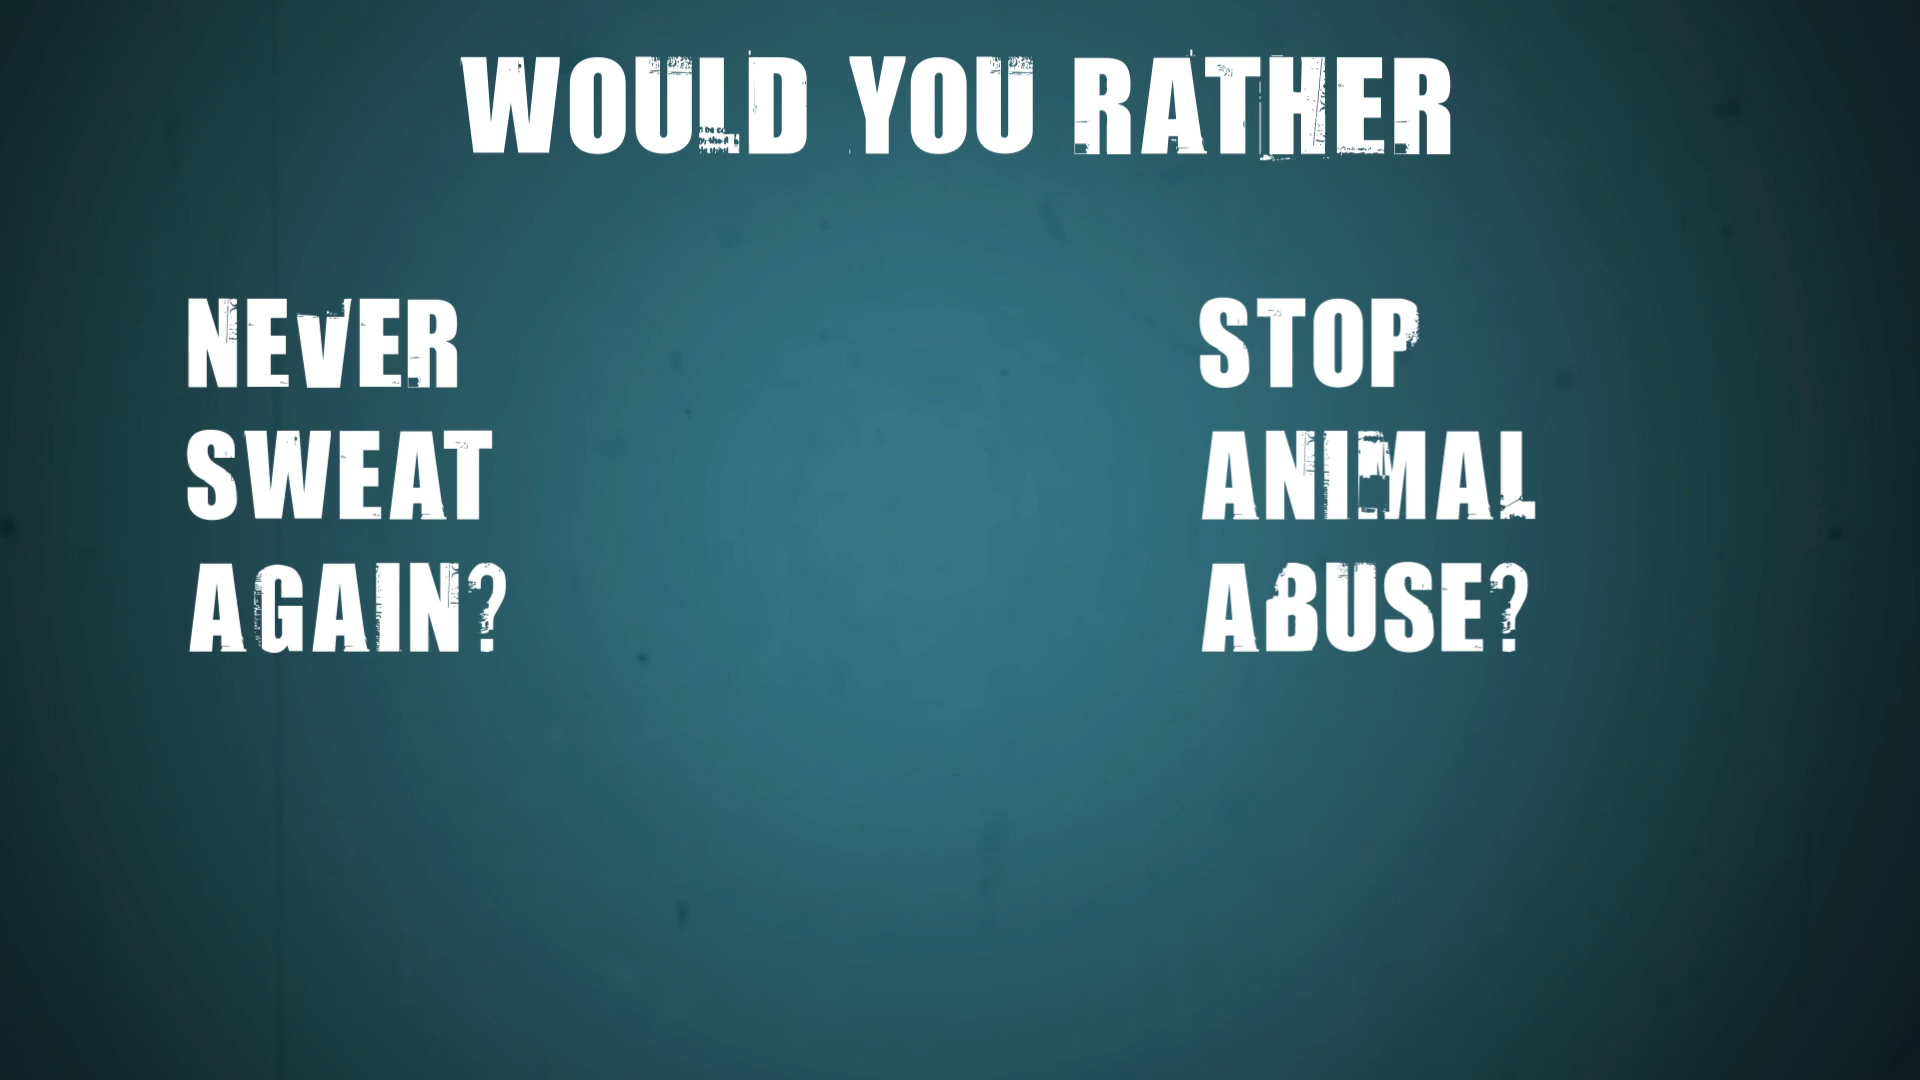 WOULD YOU RATHER
NEVER
SWEAT
AGAIN?
STOP
ANIMAL
ABUSE?